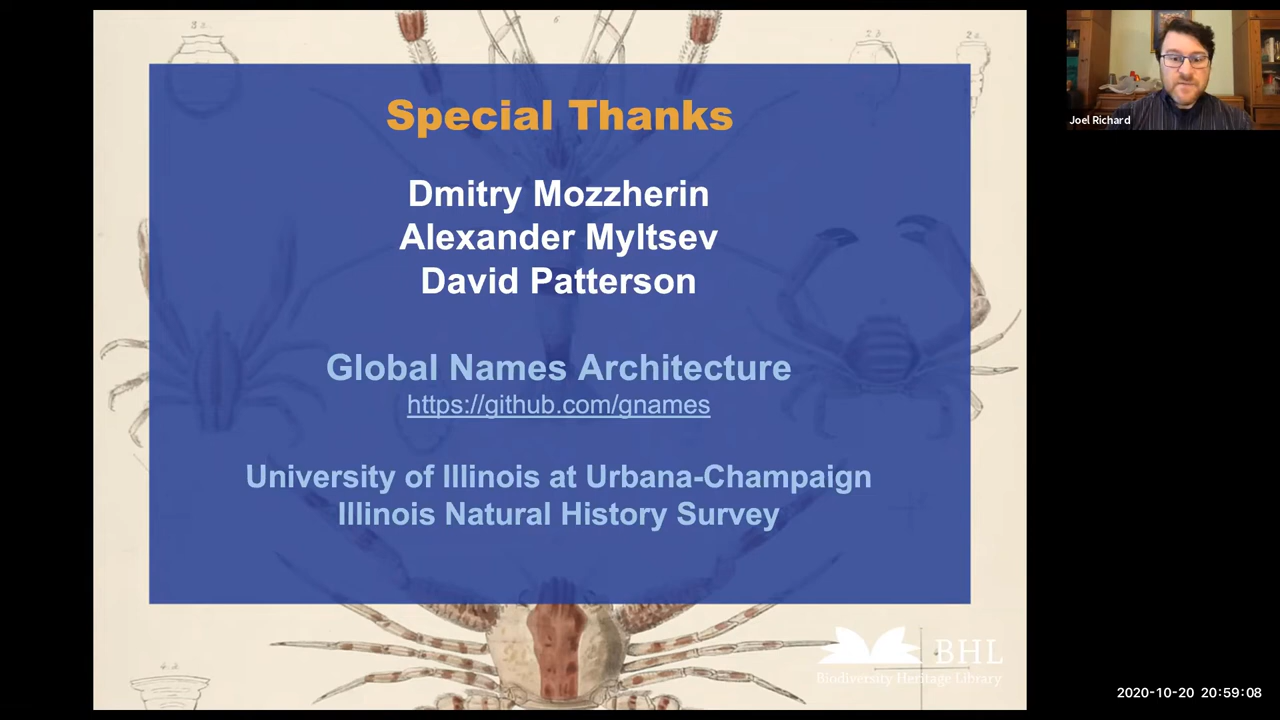 Special Thanks
Dmitry Mozzherin
Alexander Myltsev
David Patterson
Global Names Architecture
https://github.com/gnames
University of Illinois at Urbana-Champaign
Illinois Natural History Survey
BHL
Biodiversity Heritage Library
Joel Richard
2020-10-20 20:59:08